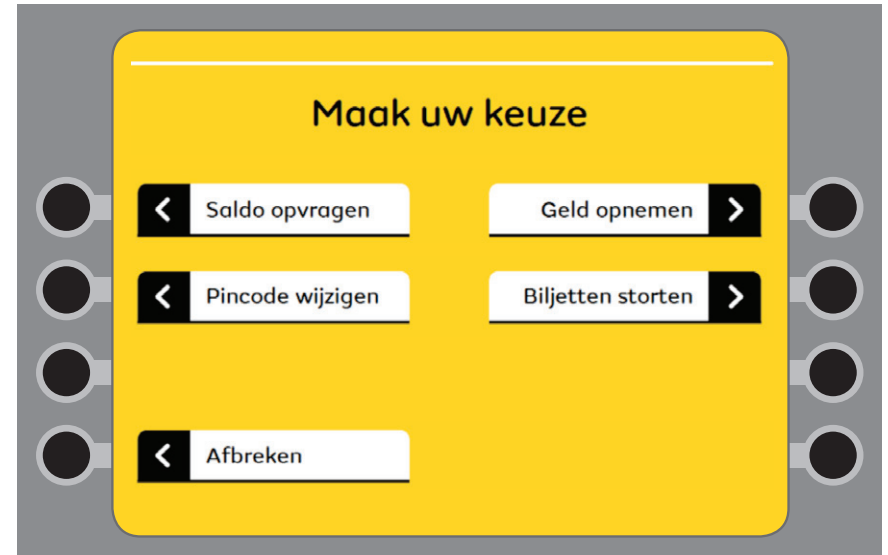 Maak uw keuze
Saldo opvragen
Geld opnemen
Pincode wijzigen
Biljetten storten
Afbreken